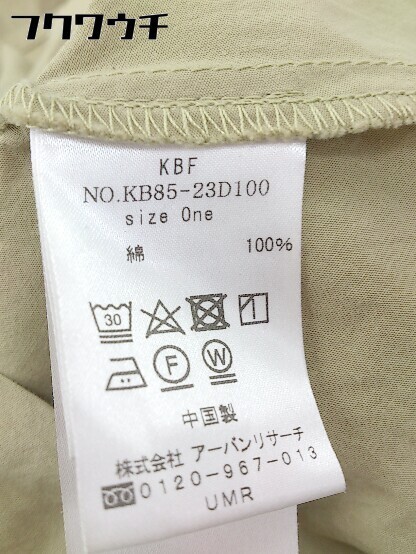 フクワウチ
KBF
NO.KB85-23D100
size One
綿 100%
30
F W
中国製
株式会社 アーバンリサーチ
0120-967-013
UMR